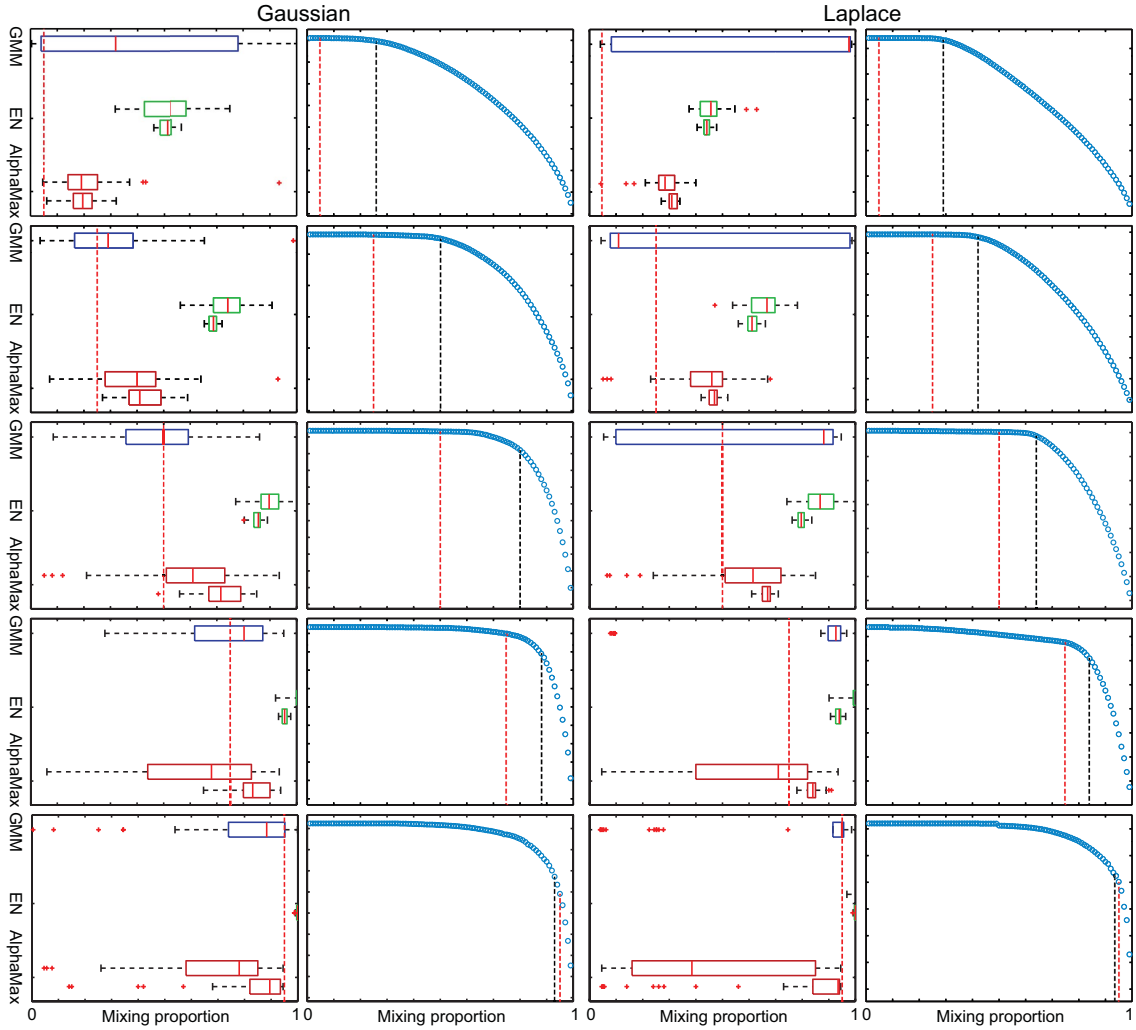 Gaussian Laplace
GMM
EN
AlphaMax
GMM
EN
AlphaMax
GMM
EN
AlphaMax
GMM
EN
AlphaMax
GMM
EN
AlphaMax
0 Mixing proportion 1 0 Mixing proportion 1 0 Mixing proportion 1 0 Mixing proportion 1